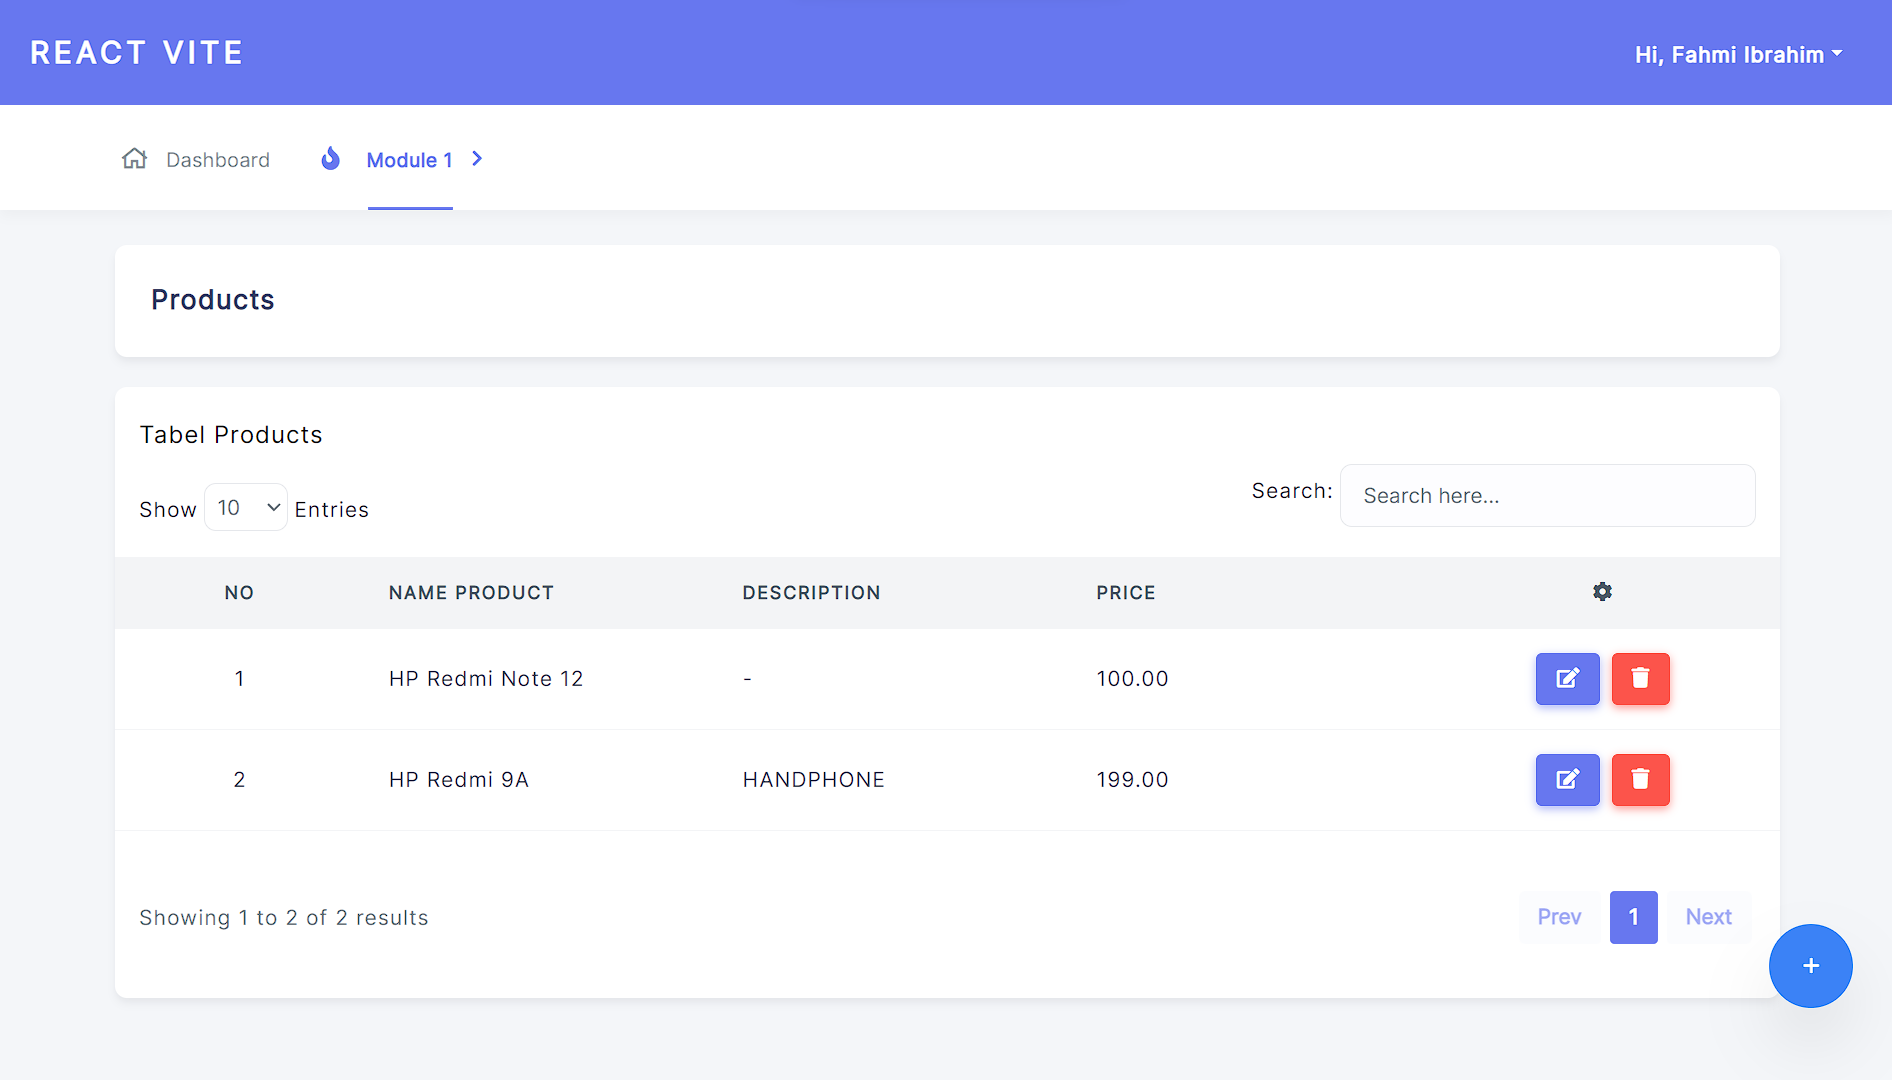 REACT VITE
Hi, Fahmi Ibrahim
Dashboard
Module 1
Products
Tabel Products
Show 10 Entries
Search: Search here...
NO NAME PRODUCT DESCRIPTION PRICE
1 HP Redmi Note 12 - 100.00
2 HP Redmi 9A HANDPHONE 199.00
Showing 1 to 2 of 2 results
Prev 1 Next
+